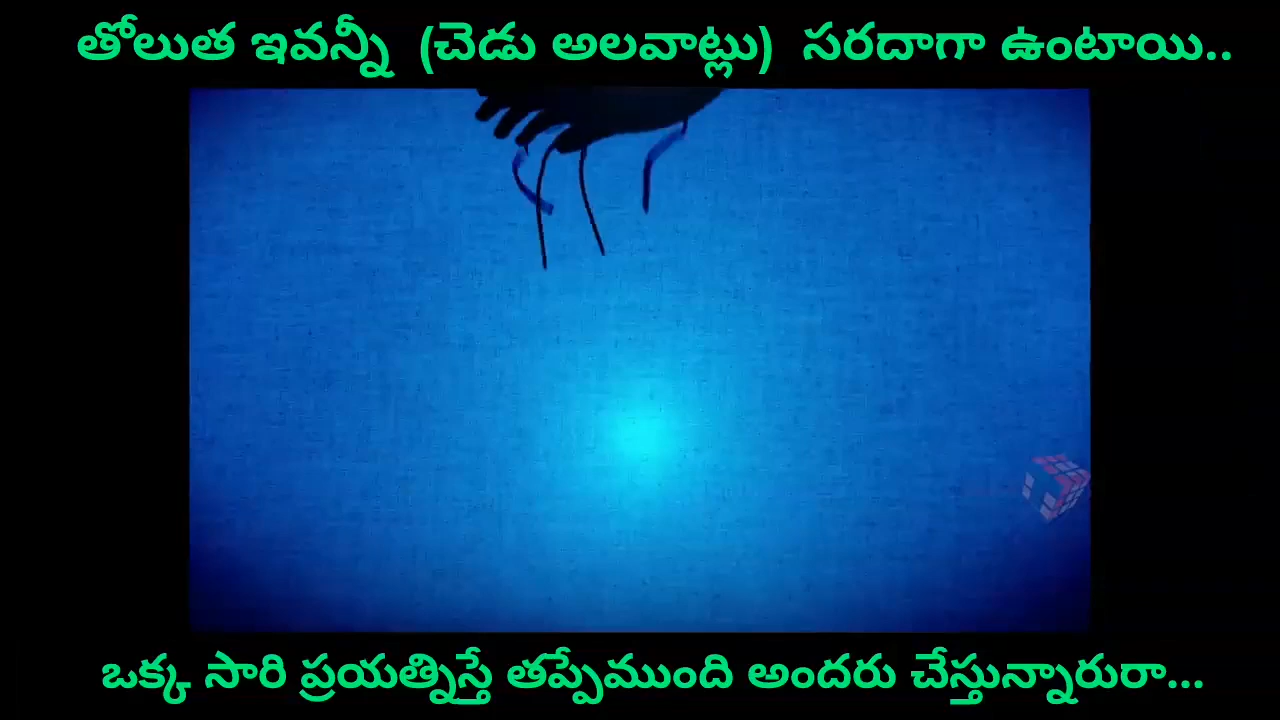 తోలుత ఇవన్నీ (చెడు అలవాట్లు) సరదాగా ఉంటాయి..
ఒక్క సారి ప్రయత్నిస్తే తప్పేముంది అందరు చేస్తున్నారురా...